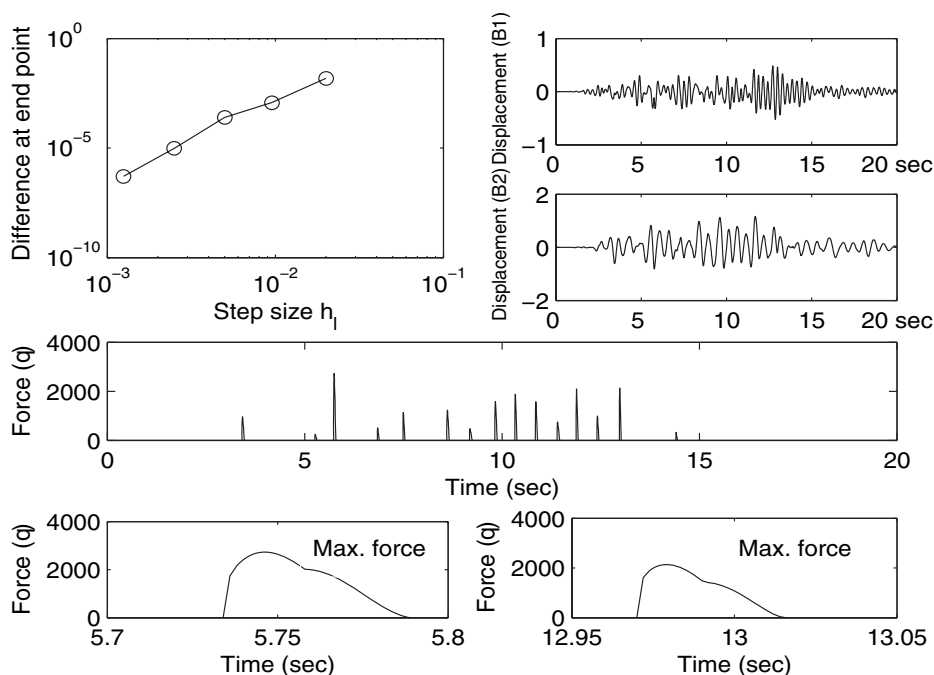 10^0
10^−5
10^−10
Difference at end point
10^−3
10^−2
10^−1
Step size h_l
Displacement (B1)
1
0
−1
0
5
10
15
20 sec
Displacement (B2)
2
0
−2
0
5
10
15
20 sec
Force (q)
4000
2000
0
0
5
10
15
20
Time (sec)
Force (q)
4000
2000
0
Max. force
5.7
5.75
5.8
Time (sec)
Force (q)
4000
2000
0
Max. force
12.95
13
13.05
Time (sec)